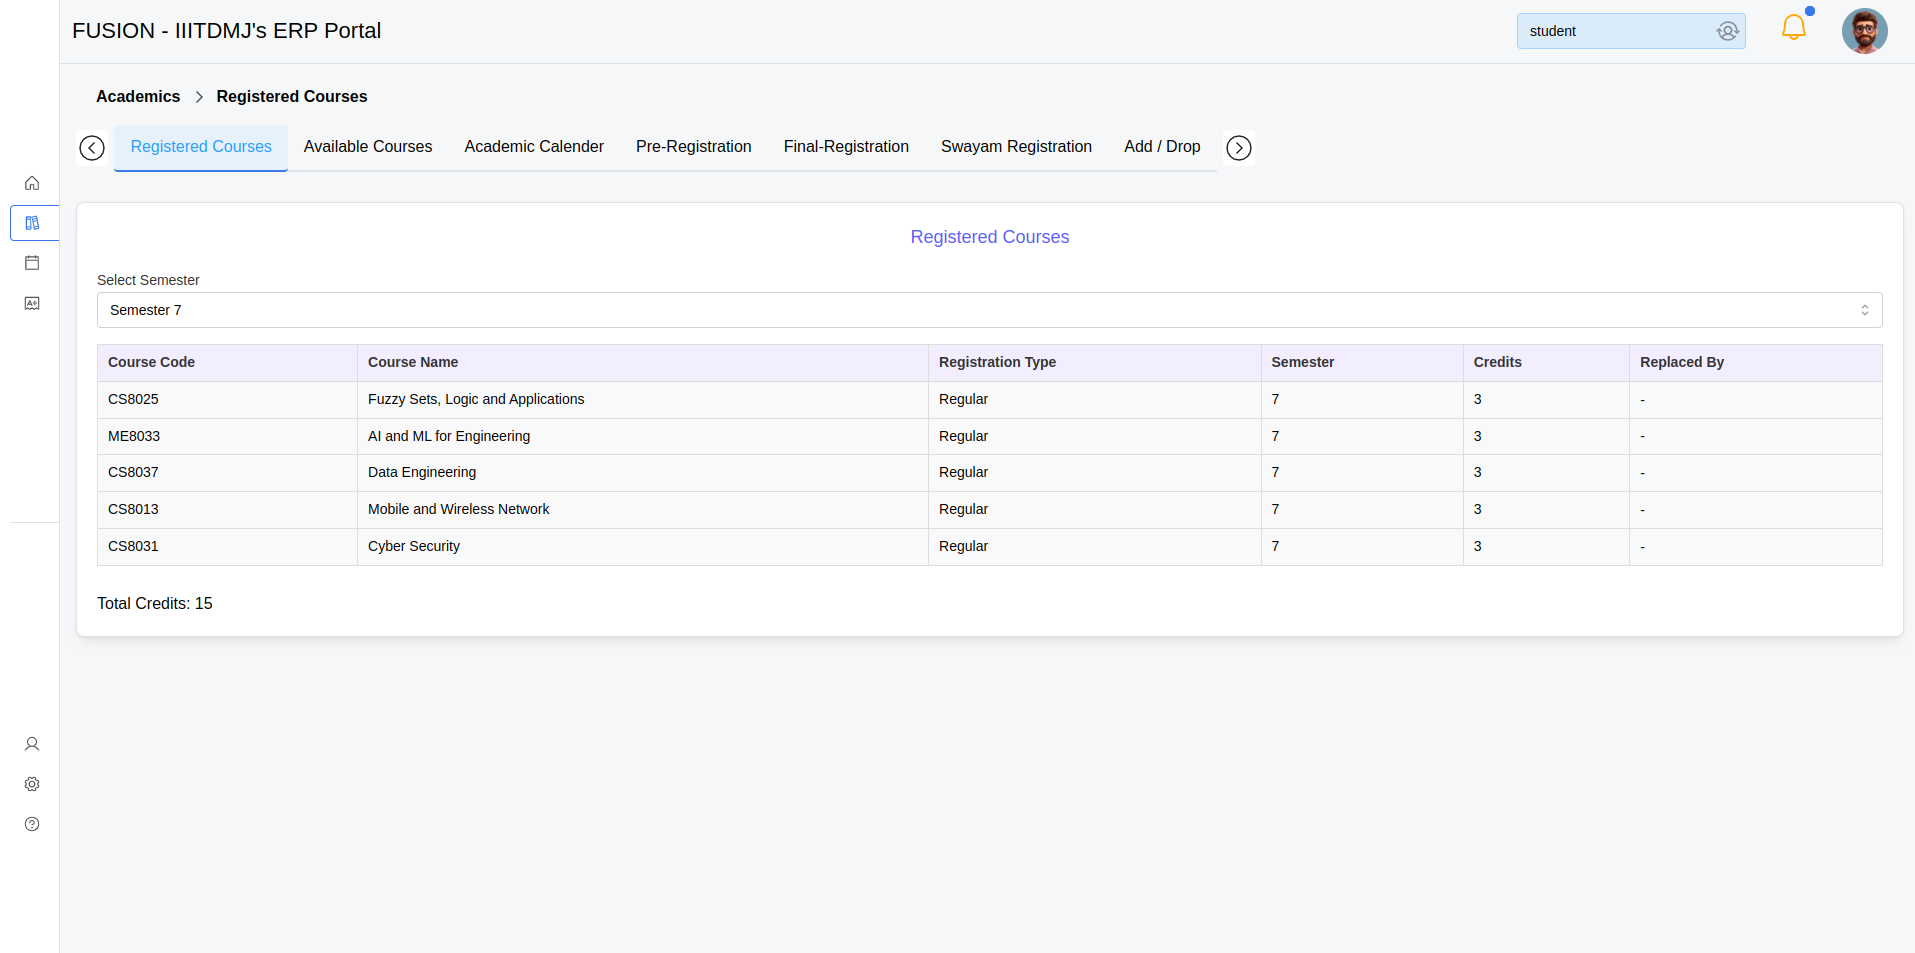 FUSION - IIITDMJ's ERP Portal
student
Academics
Registered Courses
Registered Courses Available Courses Academic Calender Pre-Registration Final-Registration Swayam Registration Add / Drop
Registered Courses
Select Semester
Semester 7
Course Code Course Name Registration Type Semester Credits Replaced By
CS8025 Fuzzy Sets, Logic and Applications Regular 7 3 -
ME8033 AI and ML for Engineering Regular 7 3 -
CS8037 Data Engineering Regular 7 3 -
CS8013 Mobile and Wireless Network Regular 7 3 -
CS8031 Cyber Security Regular 7 3 -
Total Credits: 15